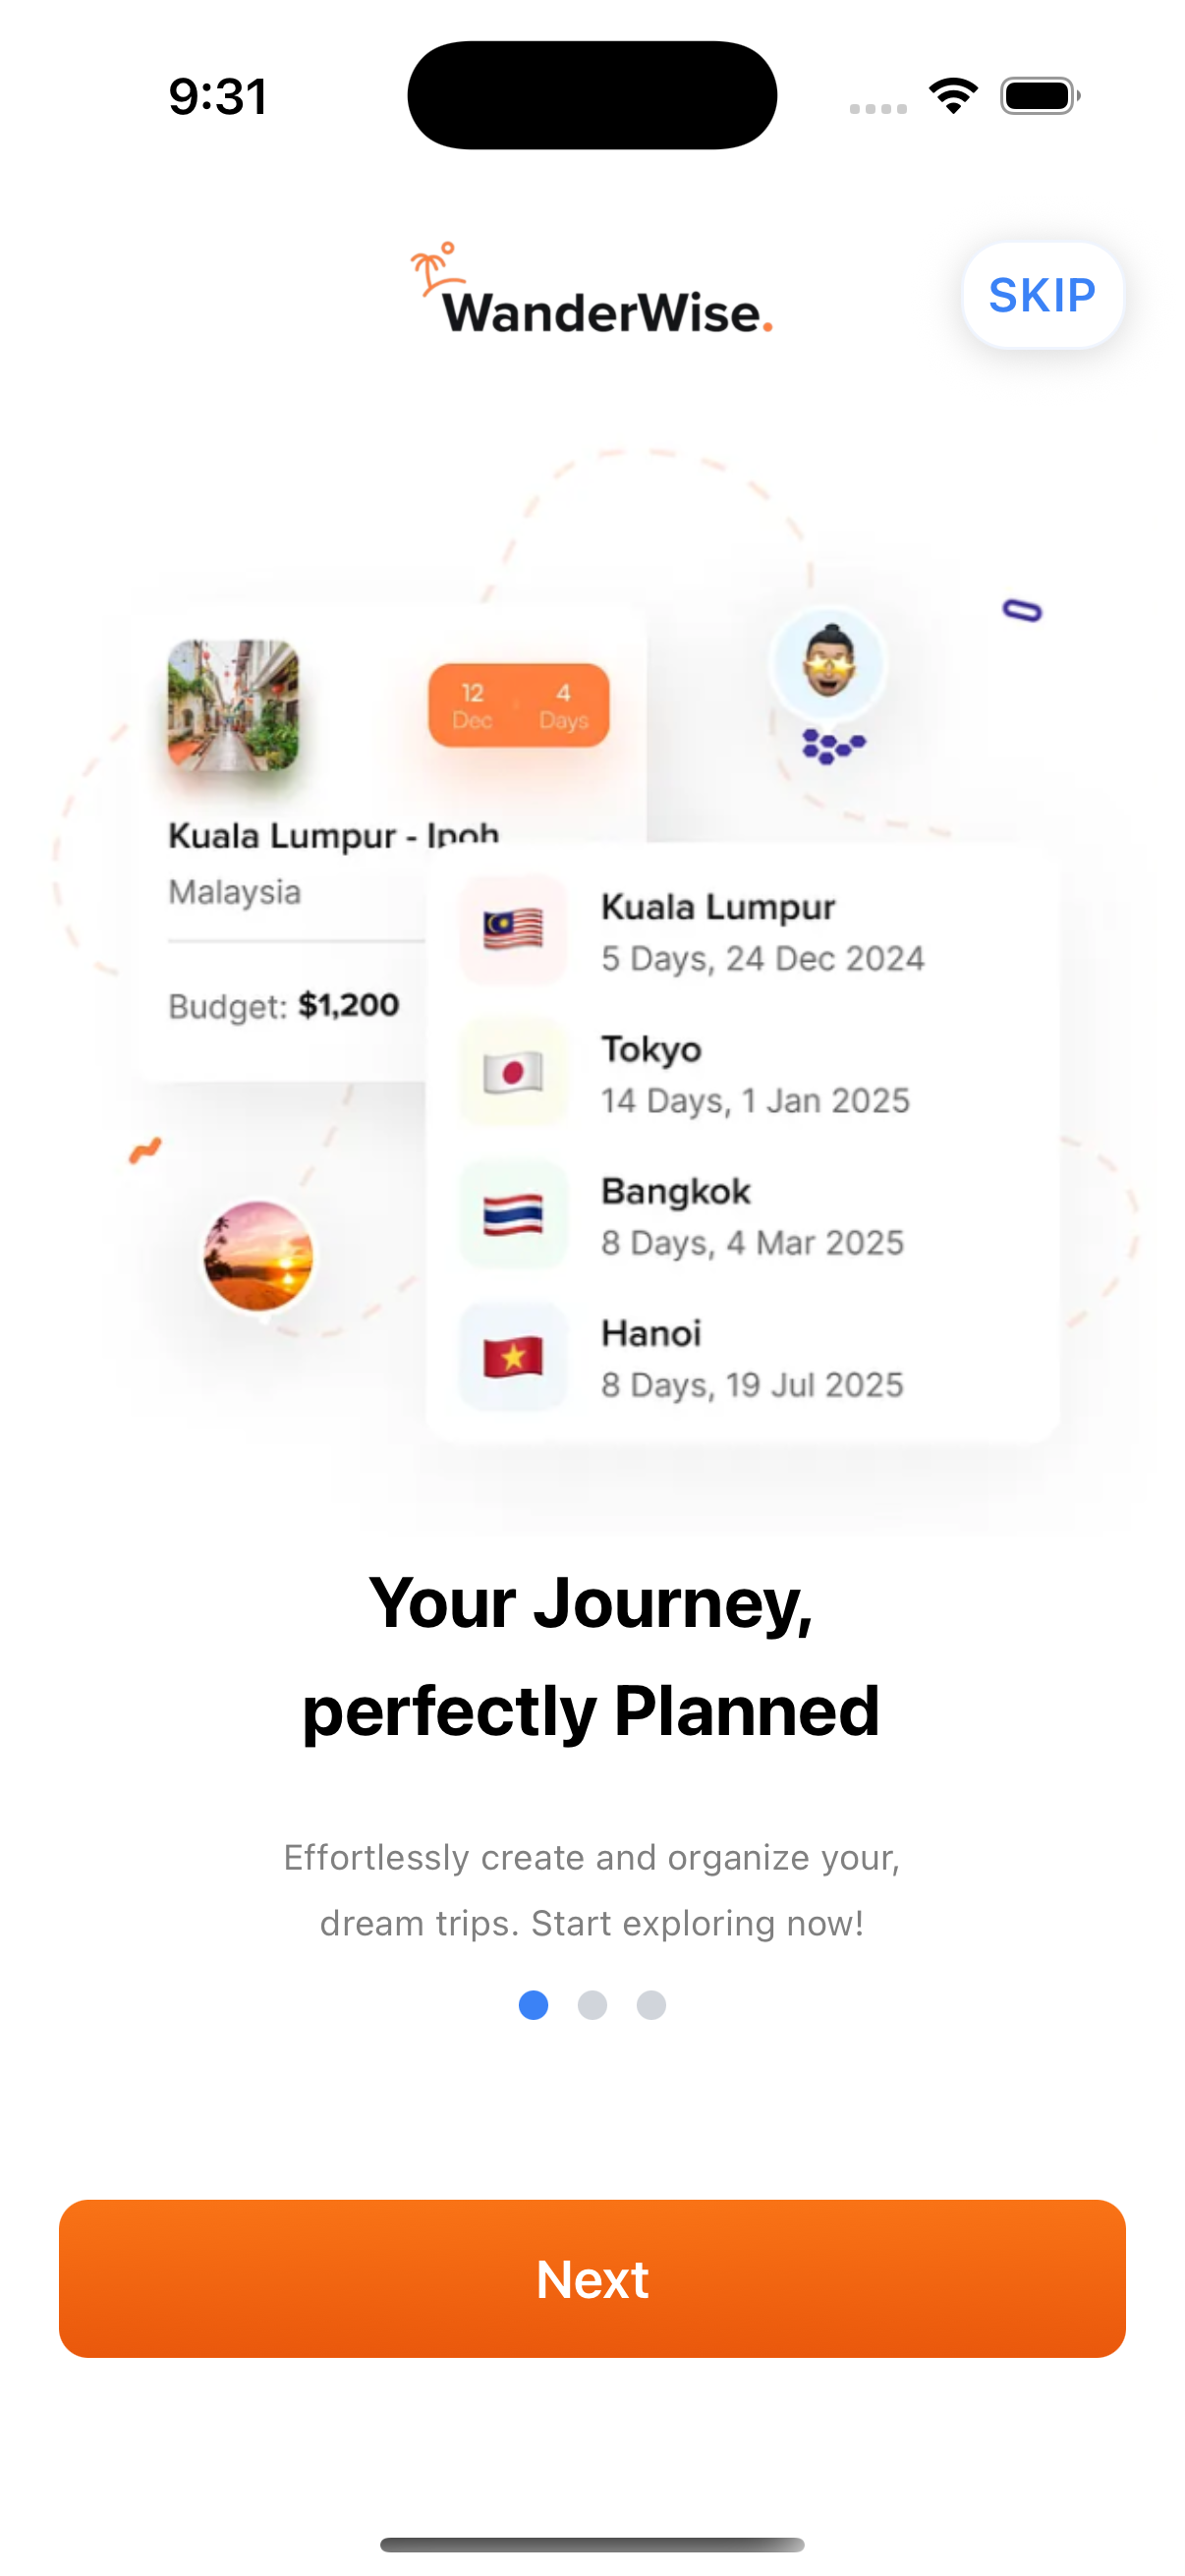 9:31
WanderWise.
SKIP
12 Dec
4 Days
Kuala Lumpur - Ipoh
Malaysia
Budget: $1,200
Kuala Lumpur
5 Days, 24 Dec 2024
Tokyo
14 Days, 1 Jan 2025
Bangkok
8 Days, 4 Mar 2025
Hanoi
8 Days, 19 Jul 2025
Your Journey,
perfectly Planned
Effortlessly create and organize your,
dream trips. Start exploring now!
Next